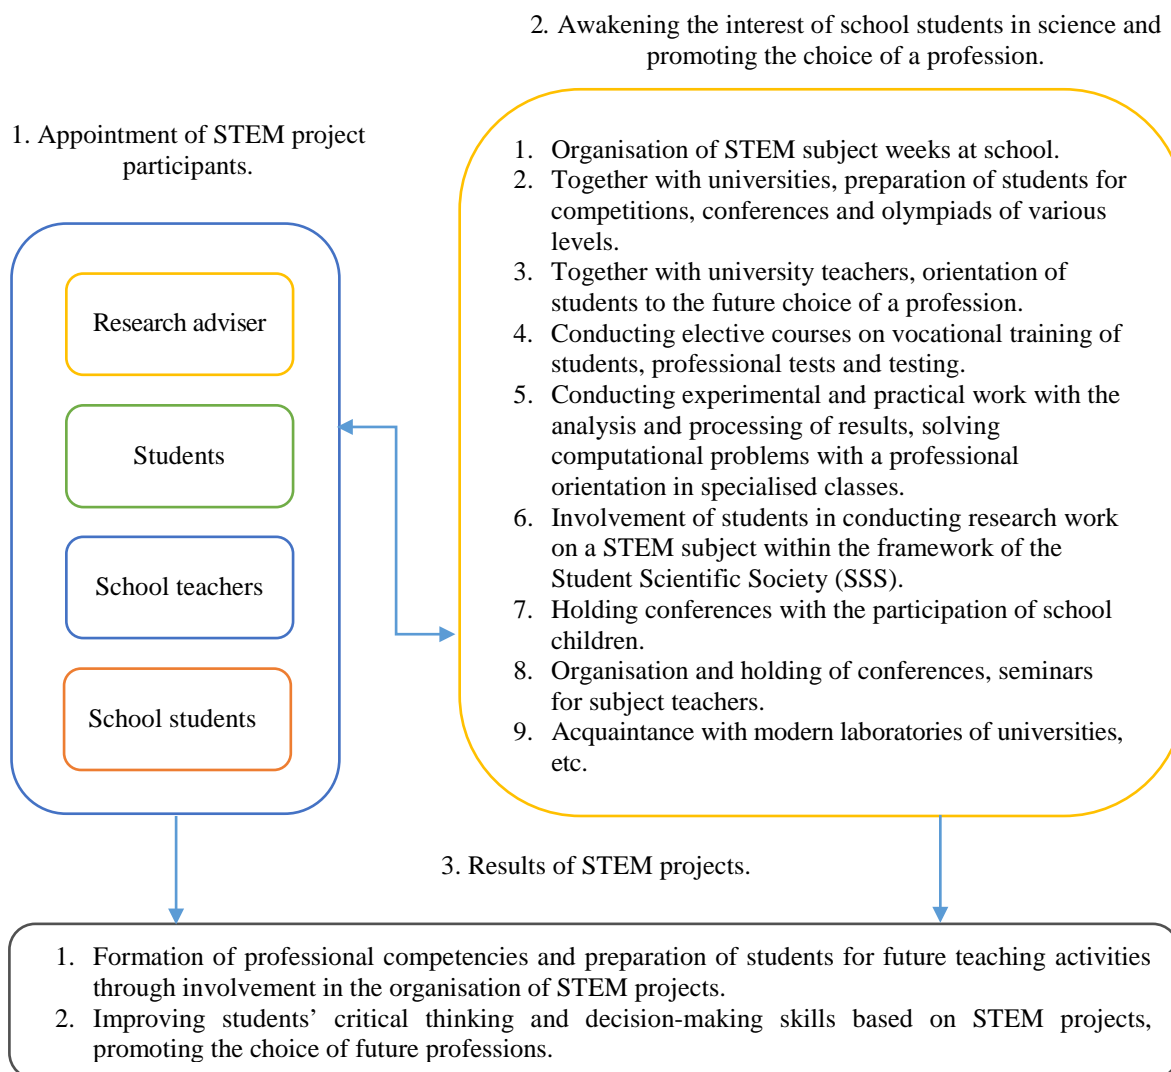 2. Awakening the interest of school students in science and
promoting the choice of a profession.
1. Appointment of STEM project
participants.
Research adviser
Students
School teachers
School students
1. Organisation of STEM subject weeks at school.
2. Together with universities, preparation of students for
competitions, conferences and olympiads of various
levels.
3. Together with university teachers, orientation of
students to the future choice of a profession.
4. Conducting elective courses on vocational training of
students, professional tests and testing.
5. Conducting experimental and practical work with the
analysis and processing of results, solving
computational problems with a professional
orientation in specialised classes.
6. Involvement of students in conducting research work
on a STEM subject within the framework of the
Student Scientific Society (SSS).
7. Holding conferences with the participation of school
children.
8. Organisation and holding of conferences, seminars
for subject teachers.
9. Acquaintance with modern laboratories of universities,
etc.
3. Results of STEM projects.
1. Formation of professional competencies and preparation of students for future teaching activities
through involvement in the organisation of STEM projects.
2. Improving students’ critical thinking and decision-making skills based on STEM projects,
promoting the choice of future professions.